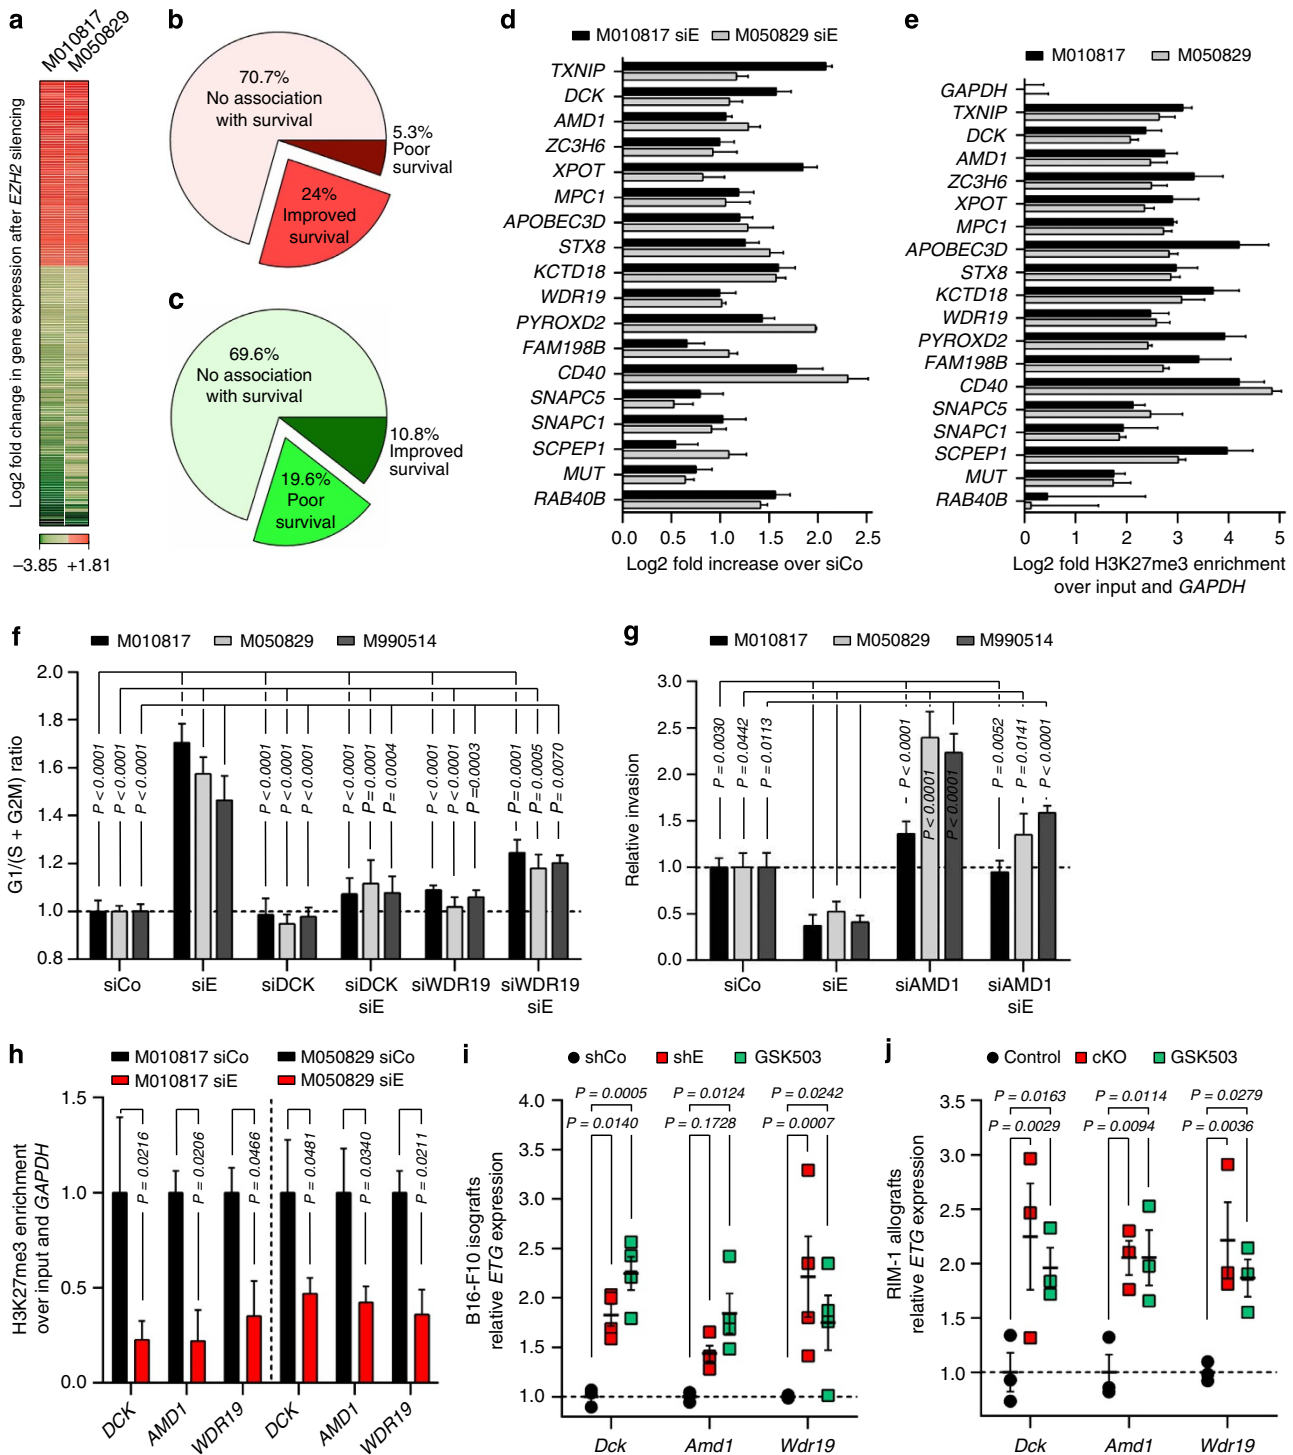 a
M010817
M050829
Log2 fold change in gene expression after EZH2 silencing
−3.85 +1.81
b
70.7%
No association
with survival
5.3%
Poor
survival
24%
Improved
survival
c
69.6%
No association
with survival
10.8%
Improved
survival
19.6%
Poor
survival
d
M010817 siE M050829 siE
TXNIP
DCK
AMD1
ZC3H6
XPOT
MPC1
APOBEC3D
STX8
KCTD18
WDR19
PYROXD2
FAM198B
CD40
SNAPC5
SNAPC1
SCPEP1
MUT
RAB40B
0.0 0.5 1.0 1.5 2.0 2.5
Log2 fold increase over siCo
e
M010817 M050829
GAPDH
TXNIP
DCK
AMD1
ZC3H6
XPOT
MPC1
APOBEC3D
STX8
KCTD18
WDR19
PYROXD2
FAM198B
CD40
SNAPC5
SNAPC1
SCPEP1
MUT
RAB40B
0 1 2 3 4 5
Log2 fold H3K27me3 enrichment
over input and GAPDH
f
M010817 M050829 M990514
G1/(S + G2M) ratio
2.0
1.8
1.6
1.4
1.2
1.0
0.8
P < 0.0001
P < 0.0001
P < 0.0001
P < 0.0001
P < 0.0001
P < 0.0001
P < 0.0001
P = 0.0001
P = 0.0004
P < 0.0001
P < 0.0001
P = 0.0003
P = 0.0001
P = 0.0005
P = 0.0070
siCo siE siDCK siDCK siWDR19 siWDR19
siE siE
g
M010817 M050829 M990514
Relative invasion
3.0
2.5
2.0
1.5
1.0
0.5
0.0
P = 0.0030
P = 0.0442
P = 0.0113
P < 0.0001
P < 0.0001
P < 0.0001
P = 0.0052
P = 0.0141
P < 0.0001
siCo siE siAMD1 siAMD1
siE
h
M010817 siCo M050829 siCo
M010817 siE M050829 siE
H3K27me3 enrichment
over input and GAPDH
1.5
1.0
0.5
0.0
P = 0.0216
P = 0.0206
P = 0.0466
P = 0.0481
P = 0.0340
P = 0.0211
DCK AMD1 WDR19 DCK AMD1 WDR19
i
shCo shE GSK503
B16-F10 isografts
relative ETG expression
P = 0.0005 P = 0.0124 P = 0.0242
P = 0.0140 P = 0.1728 P = 0.0007
4.0
3.5
3.0
2.5
2.0
1.5
1.0
Dck Amd1 Wdr19
j
Control cKO GSK503
RIM-1 allografts
relative ETG expression
P = 0.0163 P = 0.0114 P = 0.0279
P = 0.0029 P = 0.0094 P = 0.0036
3.5
3.0
2.5
2.0
1.5
1.0
Dck Amd1 Wdr19